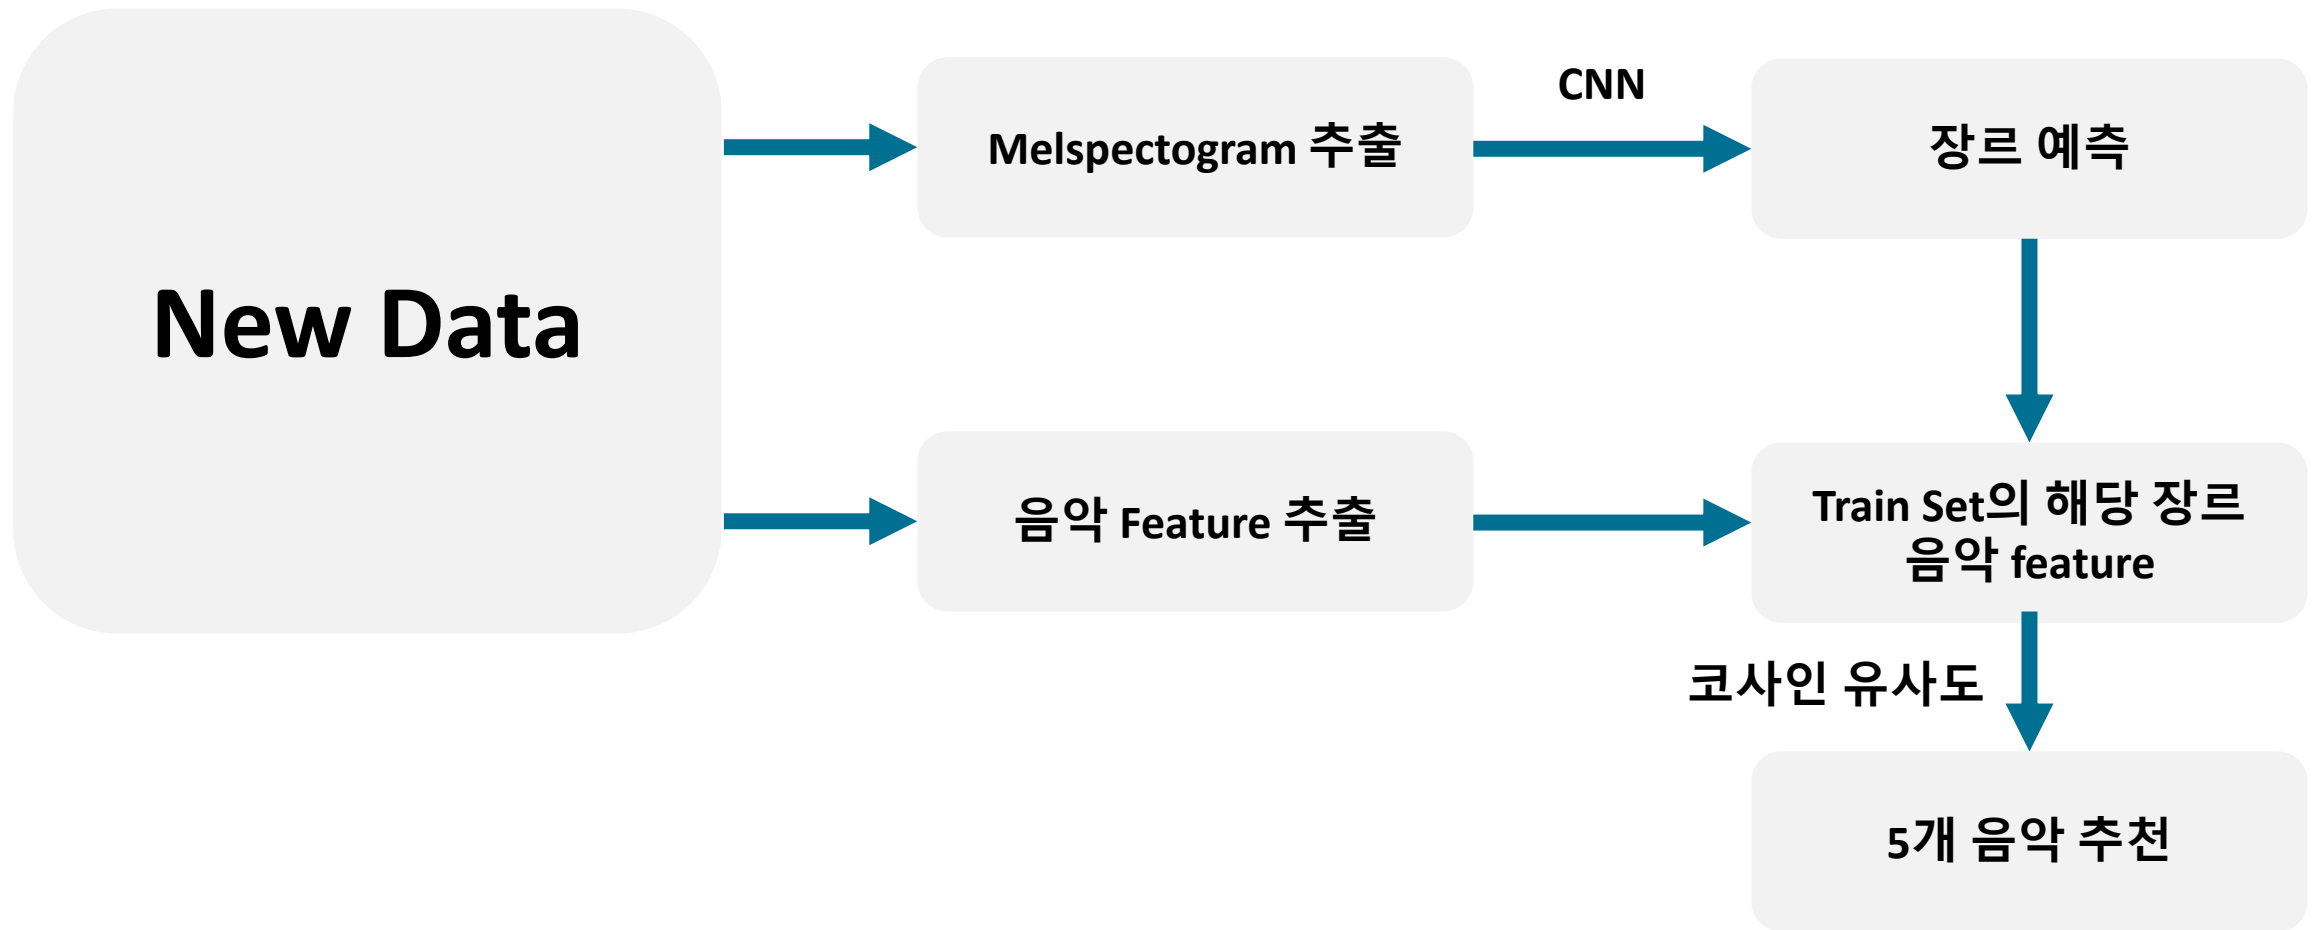 New Data
Melspectogram 추출
CNN
장르 예측
음악 Feature 추출
Train Set의 해당 장르
음악 feature
코사인 유사도
5개 음악 추천